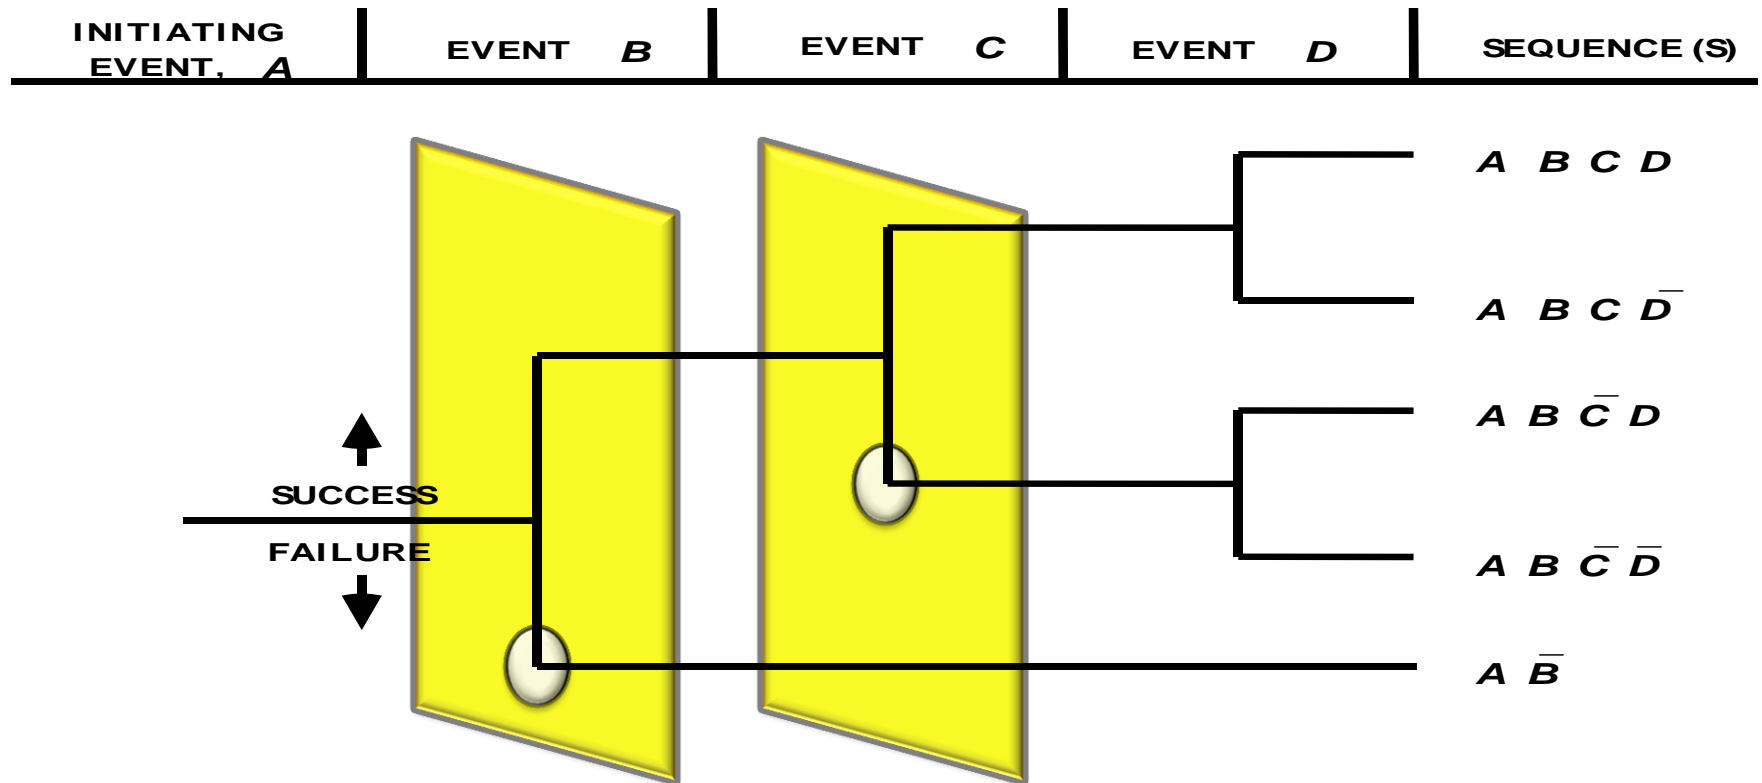 INITIATING
EVENT, A
EVENT B
EVENT C
EVENT D
SEQUENCE (S)
A B C D
A B C D̅
A B C̅ D
SUCCESS
FAILURE
A B C̅ D̅
A B̅